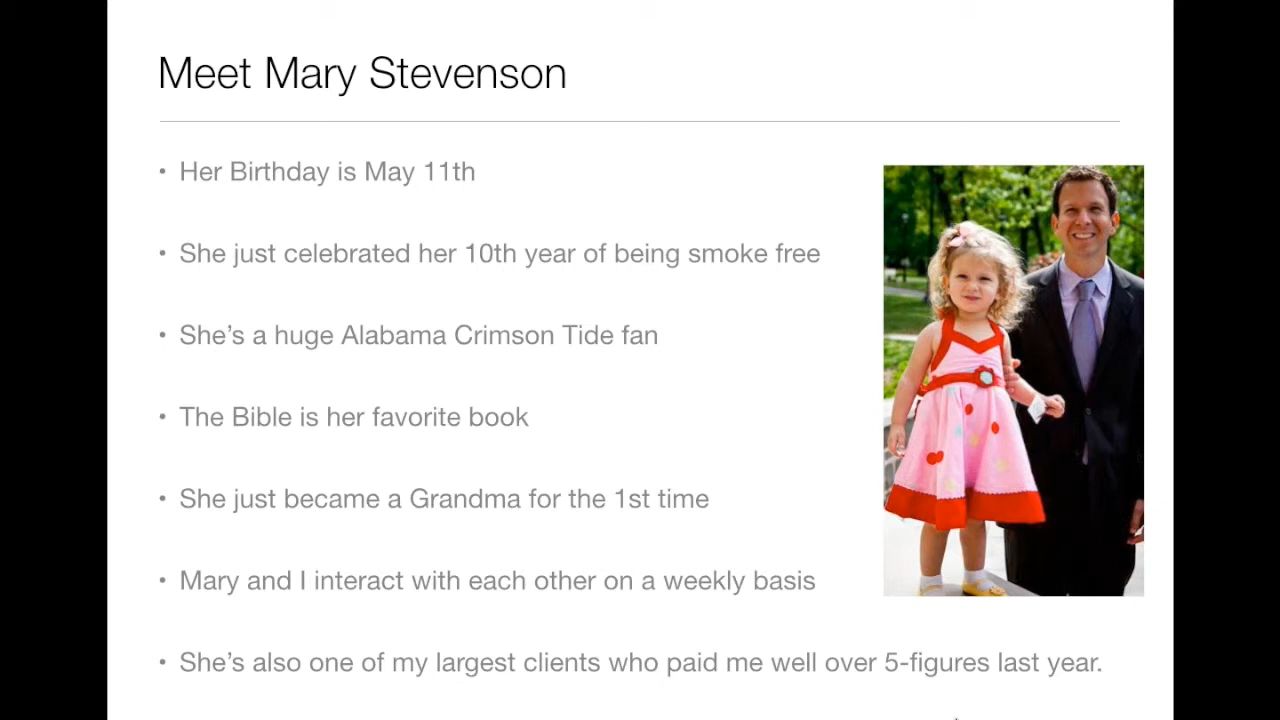 Meet Mary Stevenson
• Her Birthday is May 11th
• She just celebrated her 10th year of being smoke free
• She’s a huge Alabama Crimson Tide fan
• The Bible is her favorite book
• She just became a Grandma for the 1st time
• Mary and I interact with each other on a weekly basis
• She’s also one of my largest clients who paid me well over 5-figures last year.